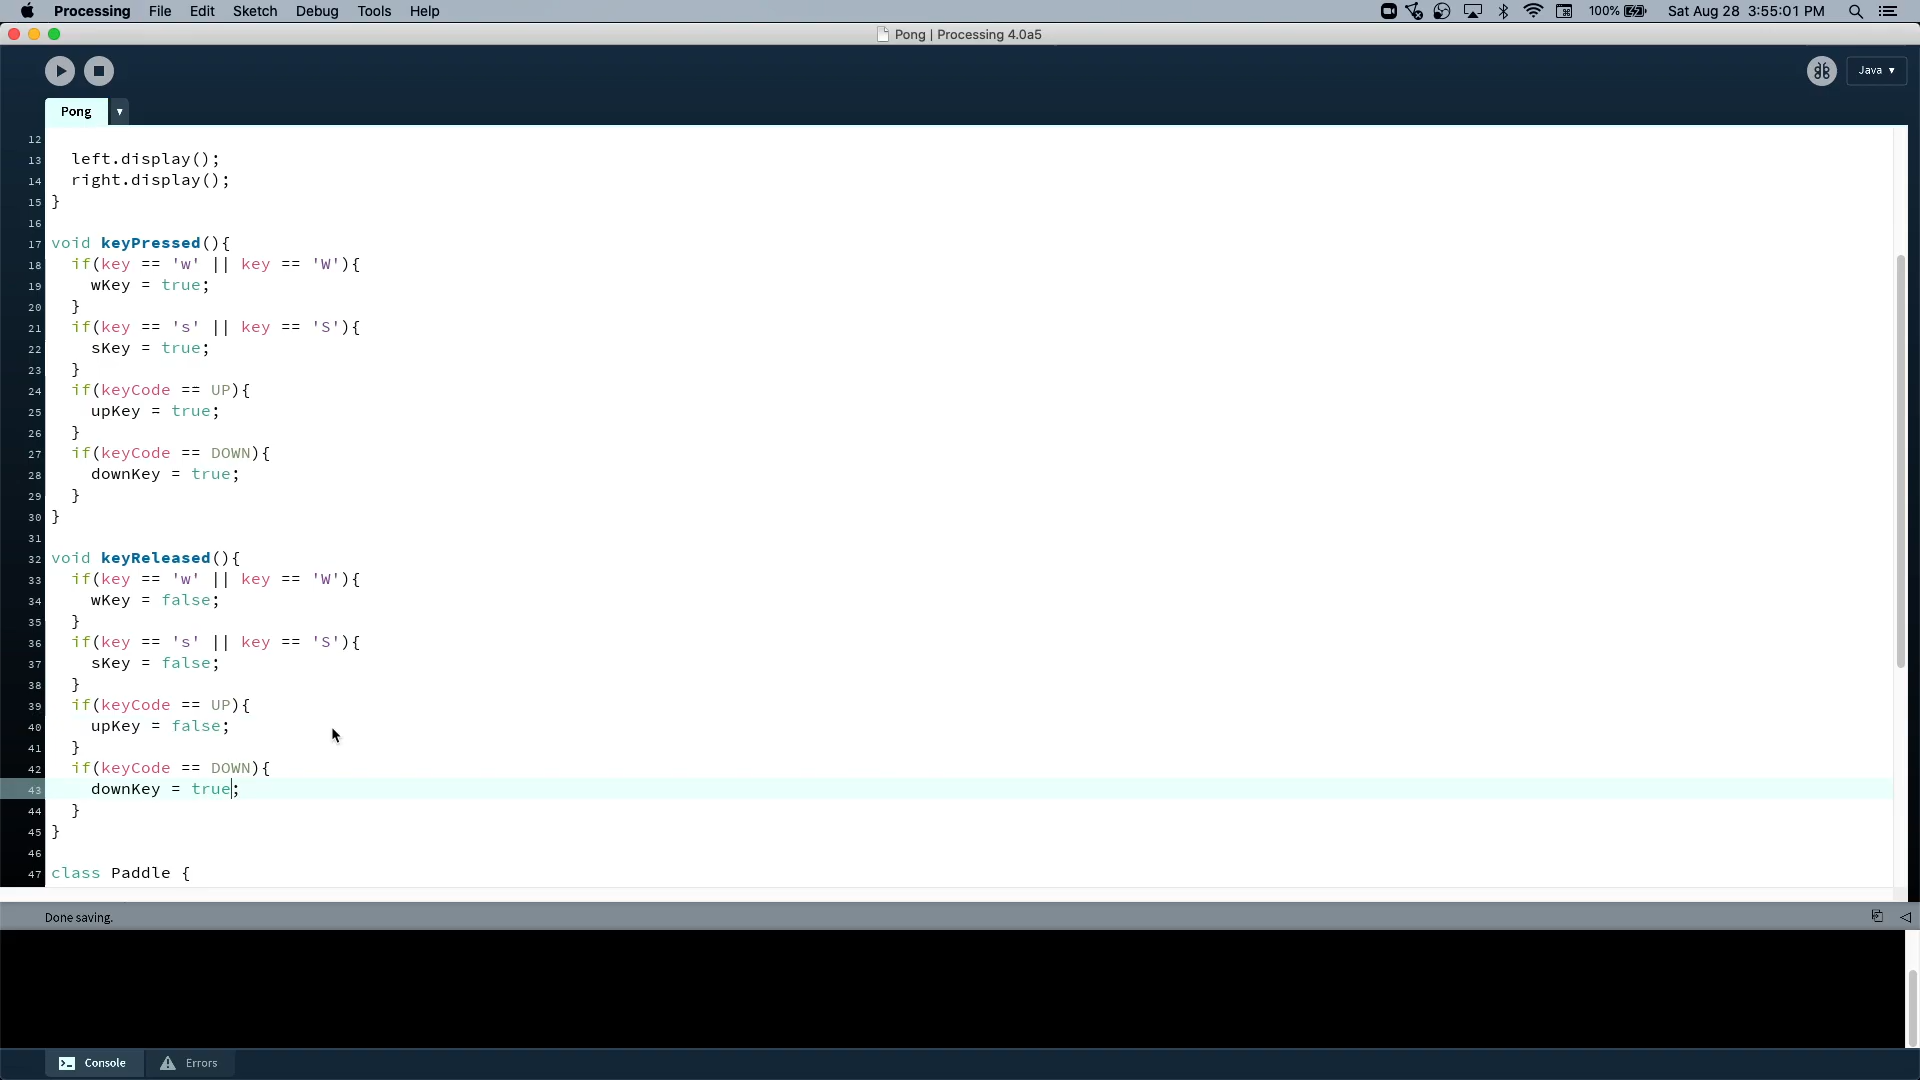 Processing File Edit Sketch Debug Tools Help 100% Sat Aug 28 3:55:01 PM
Pong | Processing 4.0a5
Java ▾
Pong ▾
12
13   left.display();
14   right.display();
15 }
16
17 void keyPressed(){
18   if(key == 'w' || key == 'W'){
19     wKey = true;
20   }
21   if(key == 's' || key == 'S'){
22     sKey = true;
23   }
24   if(keyCode == UP){
25     upKey = true;
26   }
27   if(keyCode == DOWN){
28     downKey = true;
29   }
30 }
31
32 void keyReleased(){
33   if(key == 'w' || key == 'W'){
34     wKey = false;
35   }
36   if(key == 's' || key == 'S'){
37     sKey = false;
38   }
39   if(keyCode == UP){
40     upKey = false;
41   }
42   if(keyCode == DOWN){
43     downKey = true;
44   }
45 }
46
47 class Paddle {
Done saving.
Console Errors